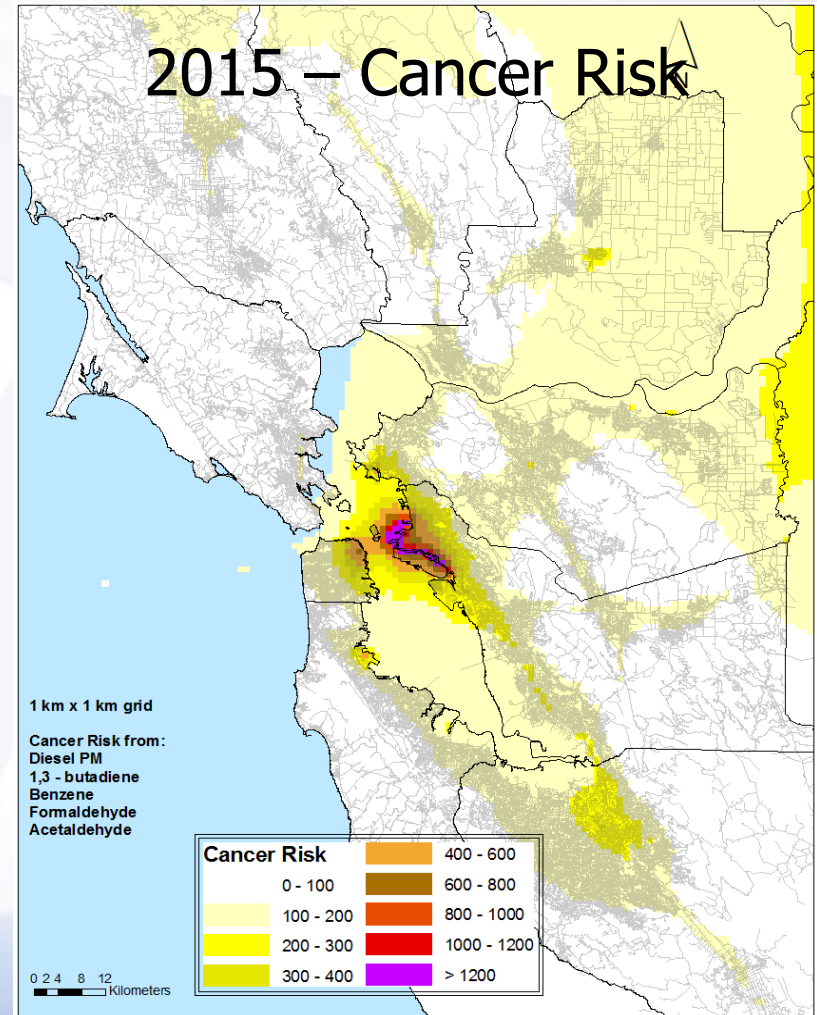 2015 – Cancer Risk
N
1 km x 1 km grid
Cancer Risk from:
Diesel PM
1,3 - butadiene
Benzene
Formaldehyde
Acetaldehyde
Cancer Risk
0 - 100
100 - 200
200 - 300
300 - 400
400 - 600
600 - 800
800 - 1000
1000 - 1200
> 1200
0 2 4 8 12
Kilometers